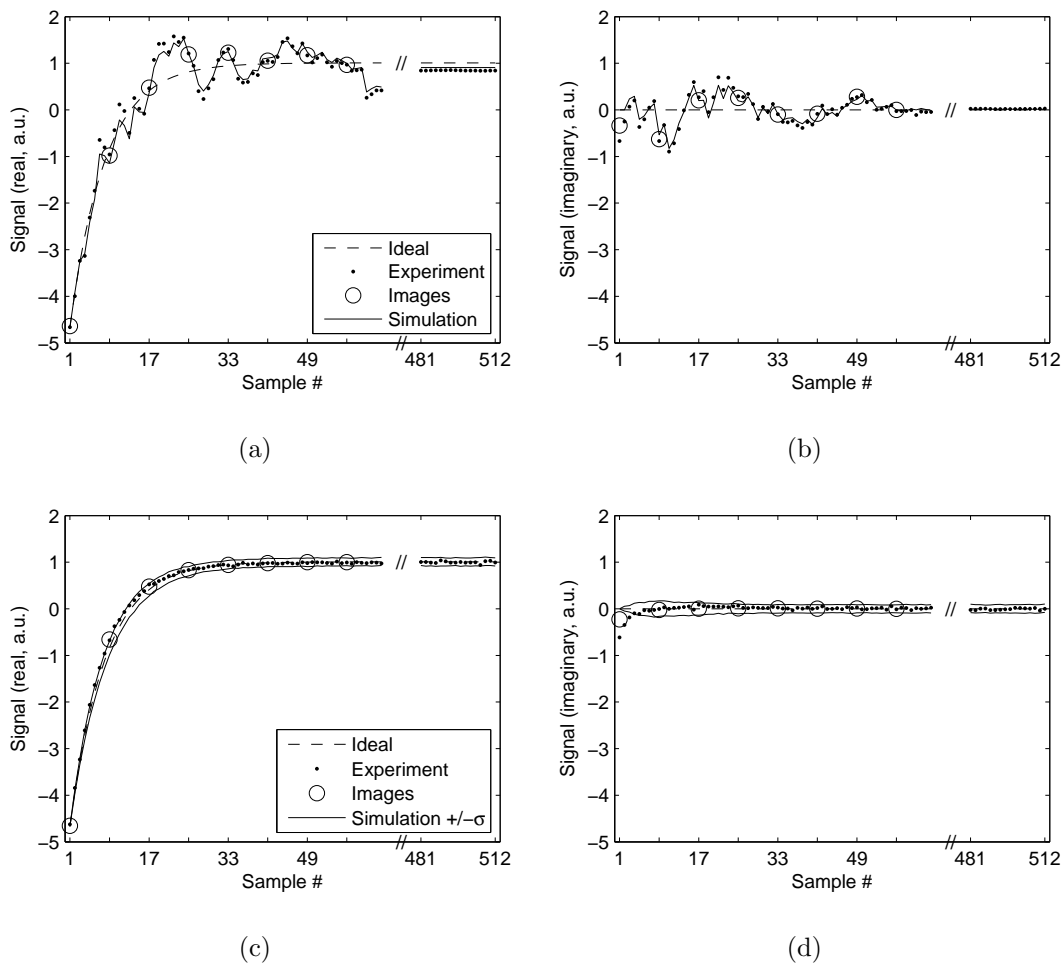 2
1
0
−1
−2
−3
−4
−5
Signal (real, a.u.)
//
Ideal
Experiment
Images
Simulation
//
1 17 33 49 481 512
Sample #
(a)
2
1
0
−1
−2
−3
−4
−5
Signal (imaginary, a.u.)
//
//
1 17 33 49 481 512
Sample #
(b)
2
1
0
−1
−2
−3
−4
−5
Signal (real, a.u.)
//
Ideal
Experiment
Images
Simulation +/−σ
//
1 17 33 49 481 512
Sample #
(c)
2
1
0
−1
−2
−3
−4
−5
Signal (imaginary, a.u.)
//
//
1 17 33 49 481 512
Sample #
(d)